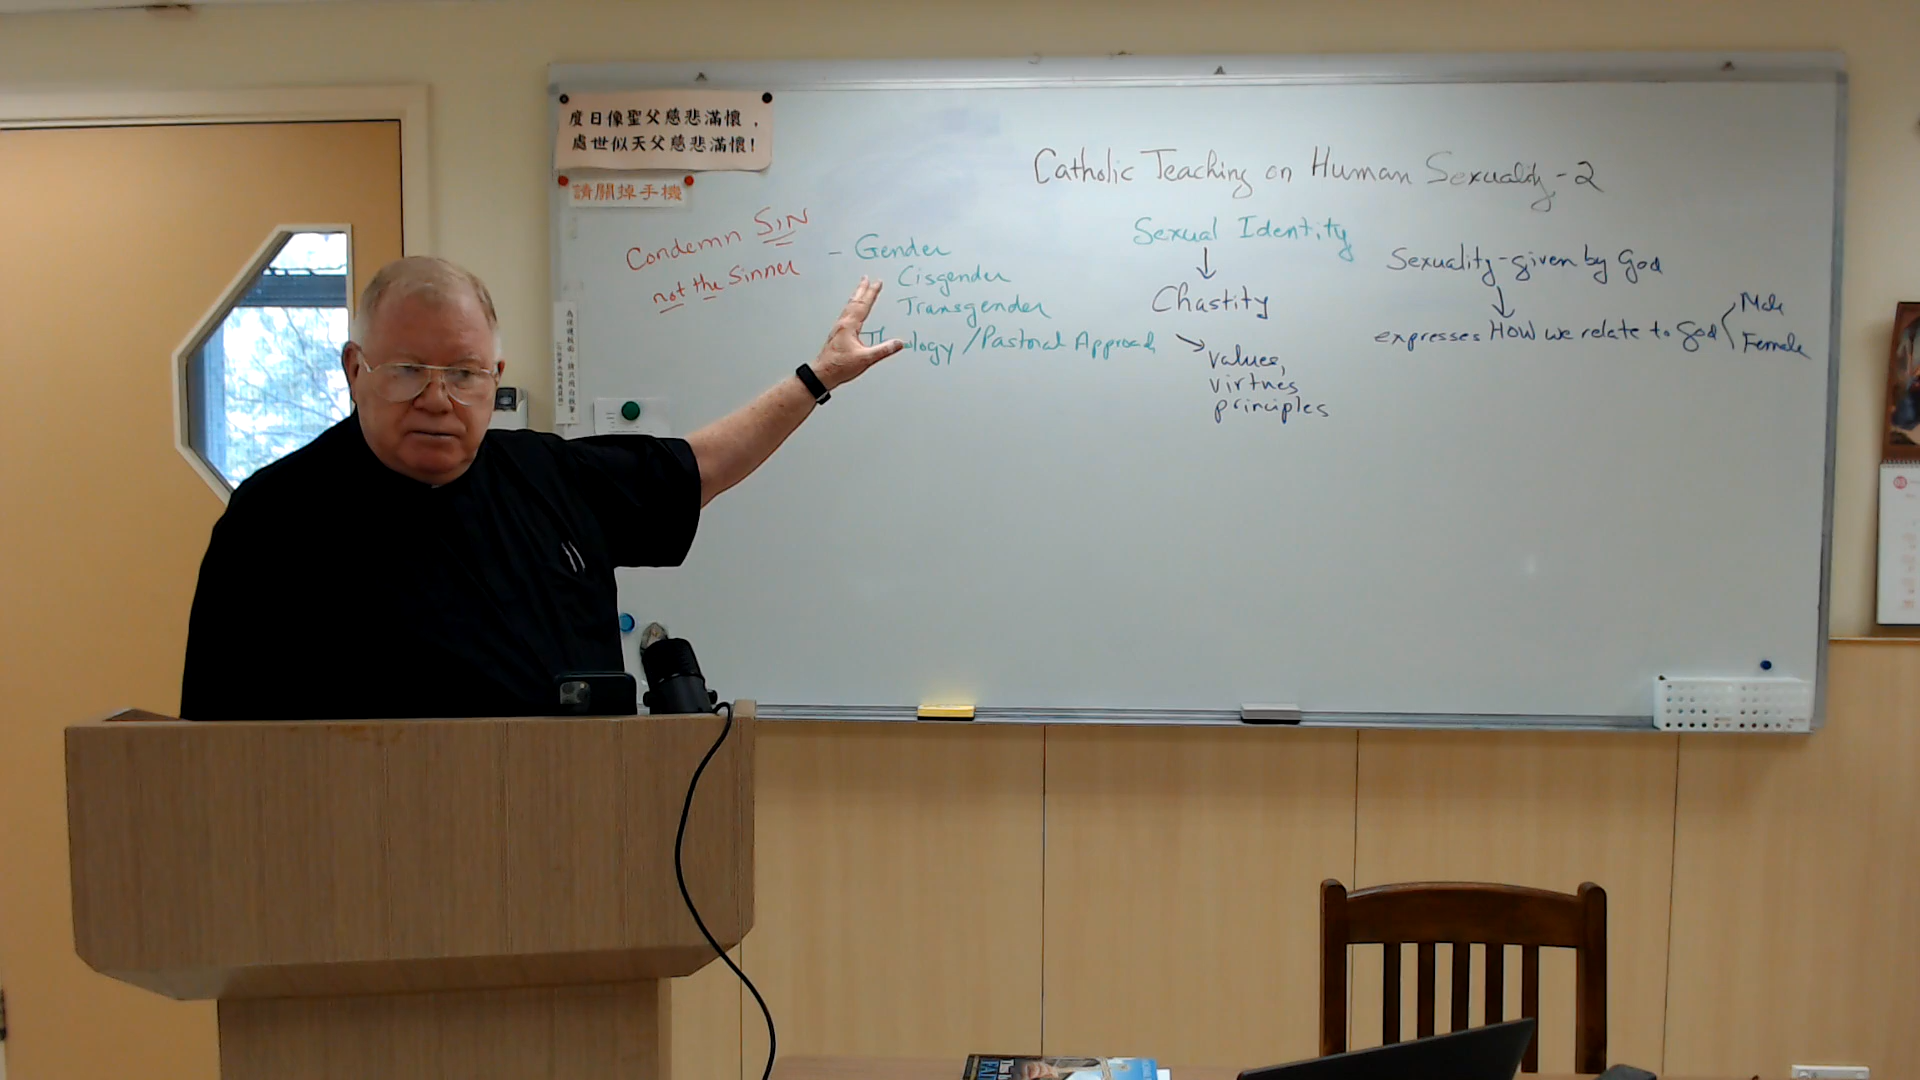 度日像聖父慈悲滿懷，
處世似天父慈悲滿懷！
請關掉手機
Catholic Teaching on Human Sexuality-2
Condemn SIN
not the Sinner
- Gender
Cisgender
Transgender
Theology / Pastoral Approach
Sexual Identity
↓
Chastity
↘ values,
virtues
principles
Sexuality - given by God
↓
expresses How we relate to God
Male
Female